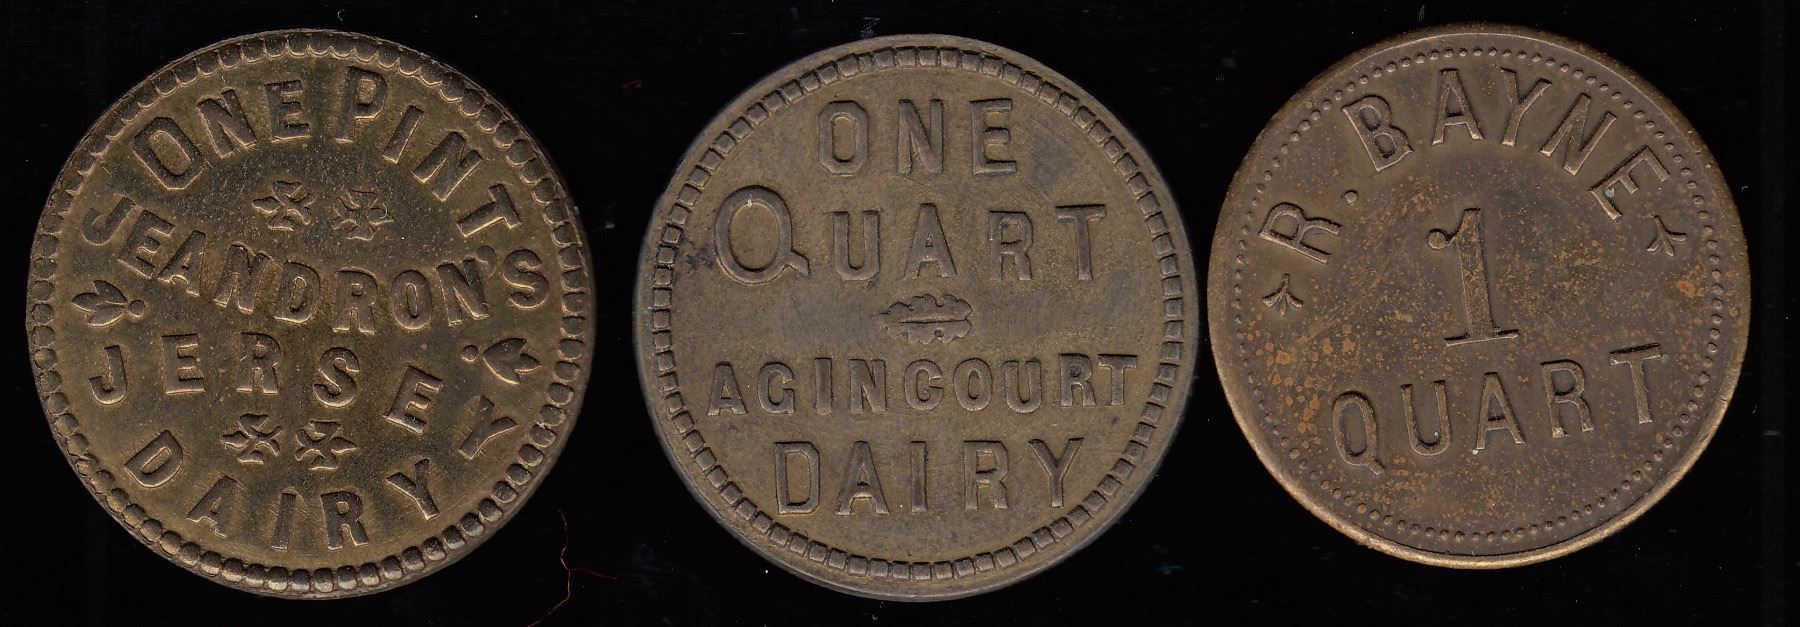 ONE PINT
JEANDRON'S
JERSEY
DAIRY
ONE
QUART
AGINCOURT
DAIRY
R. BAYNE
1
QUART